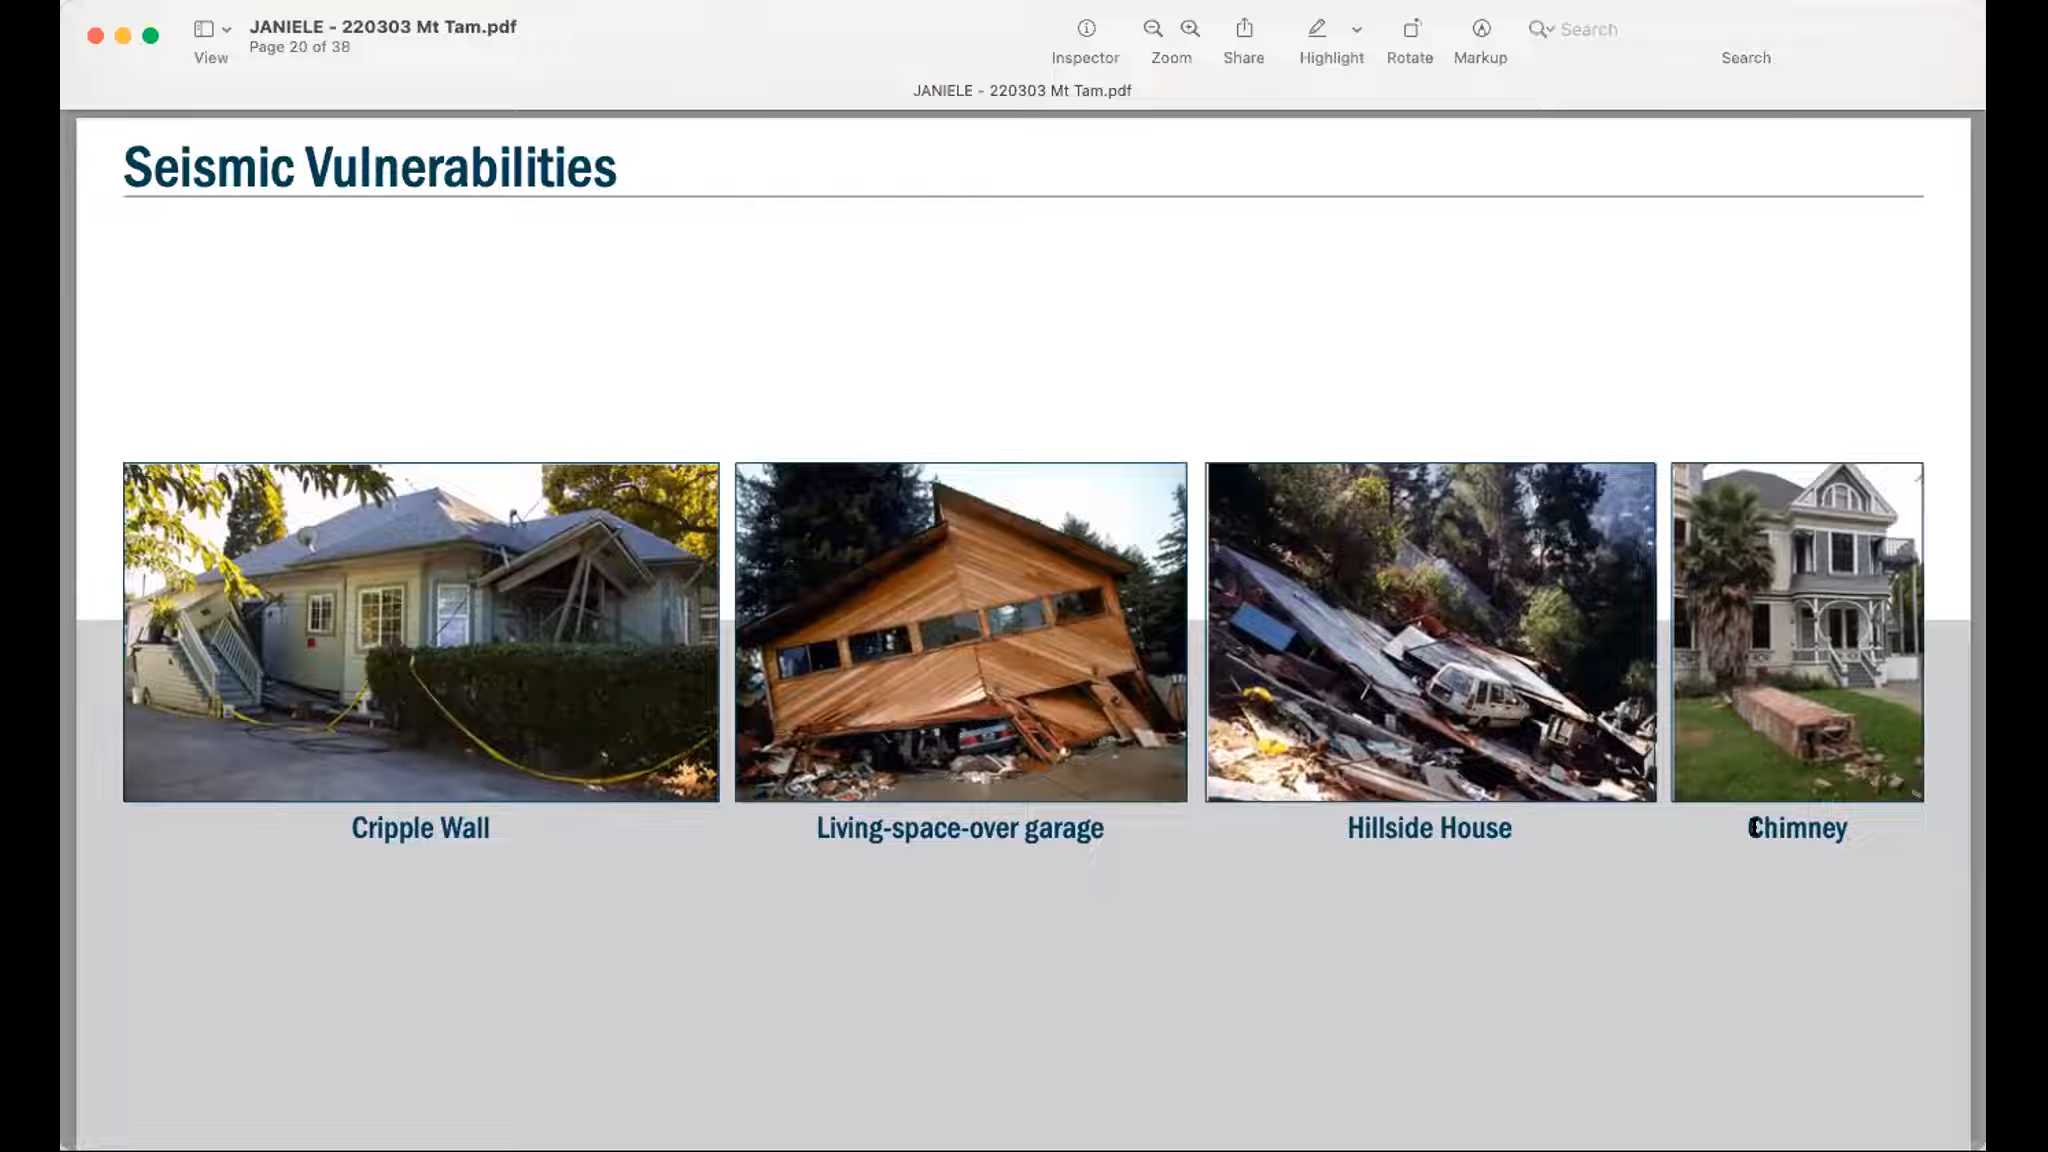 JANIELE - 220303 Mt Tam.pdf
Page 20 of 38
View
Inspector
Zoom
Share
Highlight
Rotate
Markup
Search
Search
JANIELE - 220303 Mt Tam.pdf
Seismic Vulnerabilities
Cripple Wall
Living-space-over garage
Hillside House
Chimney